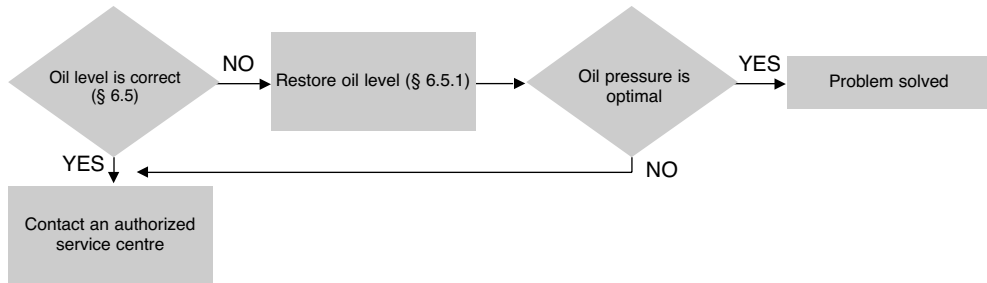 Oil level is correct
(§ 6.5)
NO
Restore oil level (§ 6.5.1)
Oil pressure is
optimal
YES
Problem solved
YES
NO
Contact an authorized
service centre